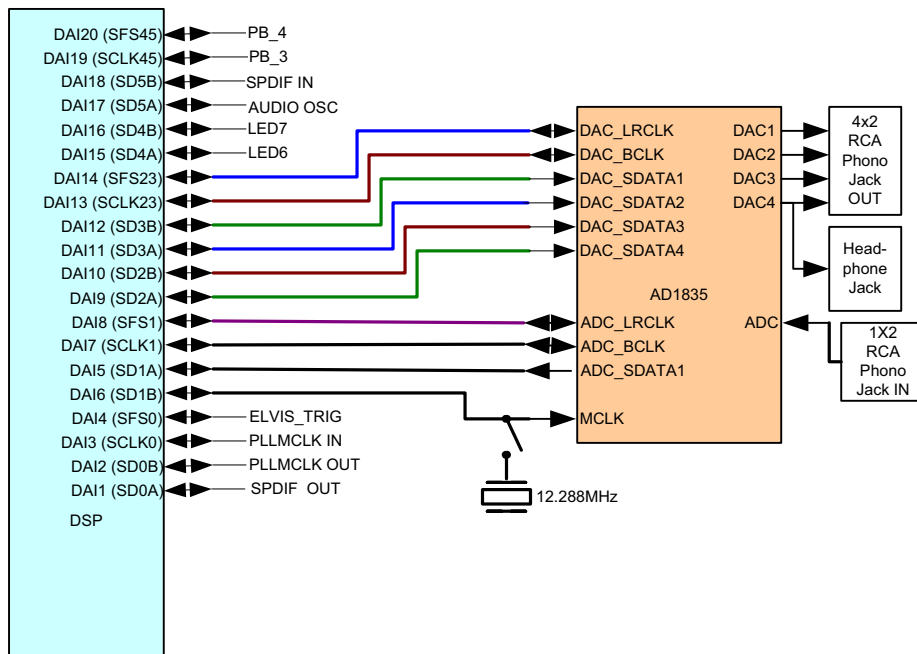 DAI20 (SFS45)
PB_4
DAI19 (SCLK45)
PB_3
DAI18 (SD5B)
SPDIF IN
DAI17 (SD5A)
AUDIO OSC
DAI16 (SD4B)
LED7
DAI15 (SD4A)
LED6
DAI14 (SFS23)
DAI13 (SCLK23)
DAI12 (SD3B)
DAI11 (SD3A)
DAI10 (SD2B)
DAI9 (SD2A)
DAI8 (SFS1)
DAI7 (SCLK1)
DAI5 (SD1A)
DAI6 (SD1B)
DAI4 (SFS0)
ELVIS_TRIG
DAI3 (SCLK0)
PLLMCLK IN
DAI2 (SD0B)
PLLMCLK OUT
DAI1 (SD0A)
SPDIF OUT
DSP
DAC_LRCLK
DAC_BCLK
DAC_SDATA1
DAC_SDATA2
DAC_SDATA3
DAC_SDATA4
AD1835
ADC_LRCLK
ADC_BCLK
ADC_SDATA1
MCLK
DAC1
DAC2
DAC3
DAC4
ADC
12.288MHz
4x2
RCA
Phono
Jack
OUT
Head-
phone
Jack
1X2
RCA
Phono
Jack IN